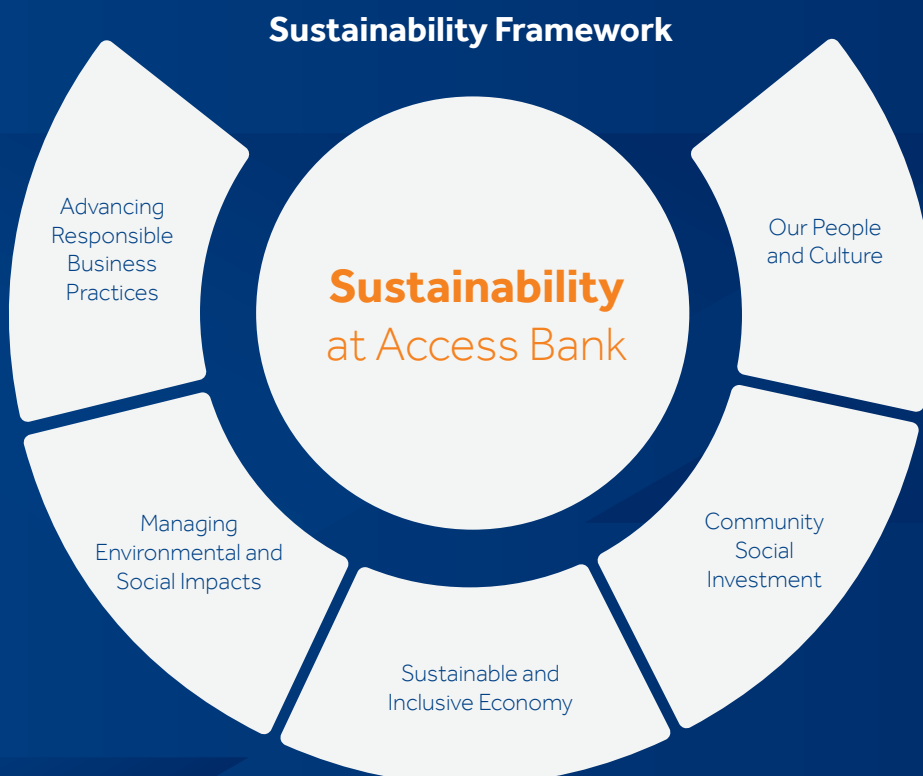 Sustainability Framework
Advancing
Responsible
Business
Practices
Our People
and Culture
Sustainability
at Access Bank
Managing
Environmental and
Social Impacts
Community
Social
Investment
Sustainable and
Inclusive Economy